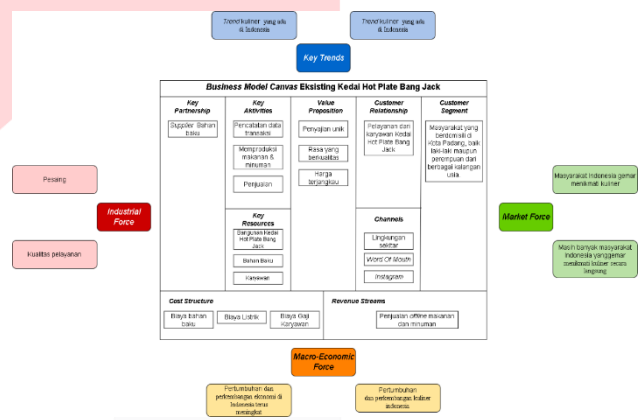 Trend kuliner yang ada
di Indonesia
Trend kuliner yang ada
di Indonesia
Key Trends
Business Model Canvas Eksisting Kedai Hot Plate Bang Jack
Key
Partnership
Supplier Bahan
baku
Key
Aktivities
Pencatatan data
transaksi
Memproduksi
makanan &
minuman
Penjualan
Key
Resources
Bangunan Kedai
Hot Plate Bang
Jack
Bahan Baku
Karyawan
Value
Proposition
Penyajian unik
Rasa yang
berkualitas
Harga
terjangkau
Customer
Relationship
Pelayanan dari
karyawan Kedai
Hot Plate Bang
Jack
Channels
Lingkungan
sekitar
Word Of Mouth
Instagram
Customer
Segment
Masyarakat yang
berdomisili di
Kota Padang, baik
laki-laki maupun
perempuan dari
berbagai kalangan
usia.
Cost Structure
Biaya bahan
baku
Biaya Listrik
Biaya Gaji
Karyawan
Revenue Streams
Penjualan offline makanan
dan minuman
Pesaing
Industrial
Force
Kualitas pelayanan
Masyarakat Indonesia gemar
menikmati kuliner
Market Force
Masih banyak masyarakat
Indonesia yanggemar
menikmati kuliner secara
langsung
Macro-Economic
Force
Pertumbuhan dan
perkembangan ekonomi di
Indonesia terus
meningkat
Pertumbuhan
dan perkembangan kuliner
indonesia